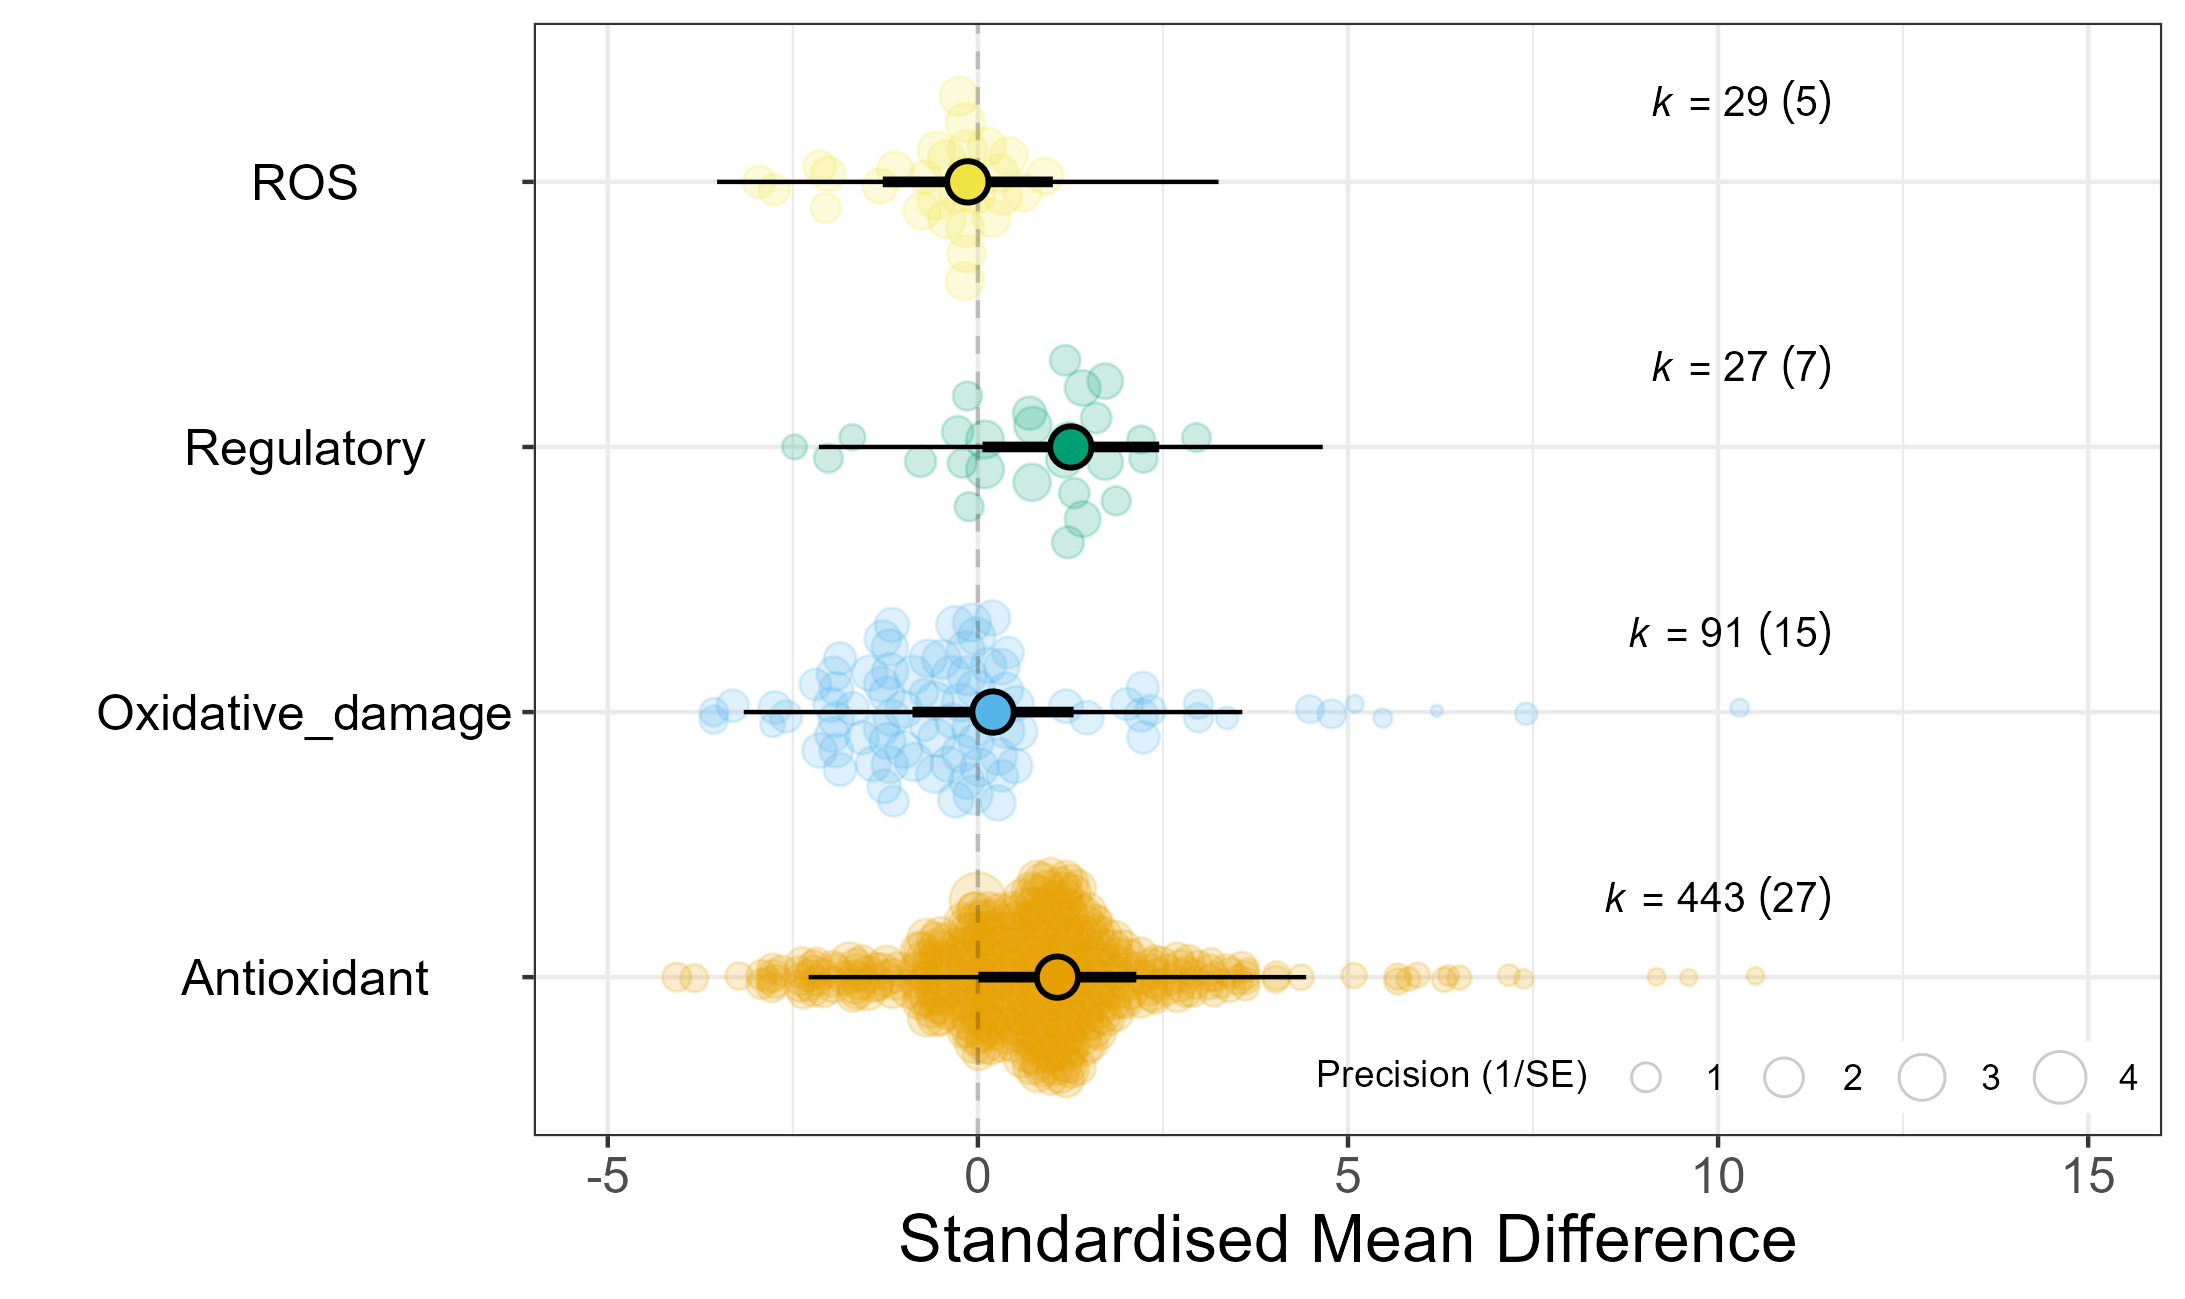 k = 29 (5)
ROS
k = 27 (7)
Regulatory
k = 91 (15)
Oxidative_damage
k = 443 (27)
Antioxidant
Precision (1/SE) 1 2 3 4
-5 0 5 10 15
Standardised Mean Difference